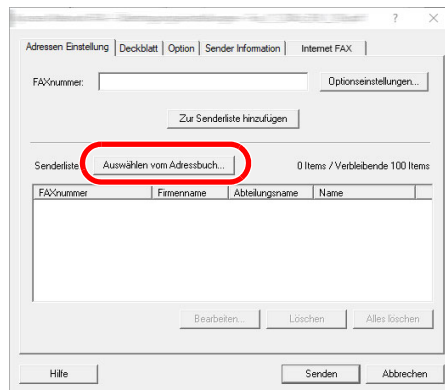 Adressen Einstellung Deckblatt Option Sender Information Internet FAX
FAXnummer: Optionseinstellungen...
Zur Senderliste hinzufügen
Senderliste Auswählen vom Adressbuch... 0 Items / Verbleibende 100 Items
FAXnummer Firmenname Abteilungsname Name
Bearbeiten... Löschen Alles löschen
Hilfe Senden Abbrechen